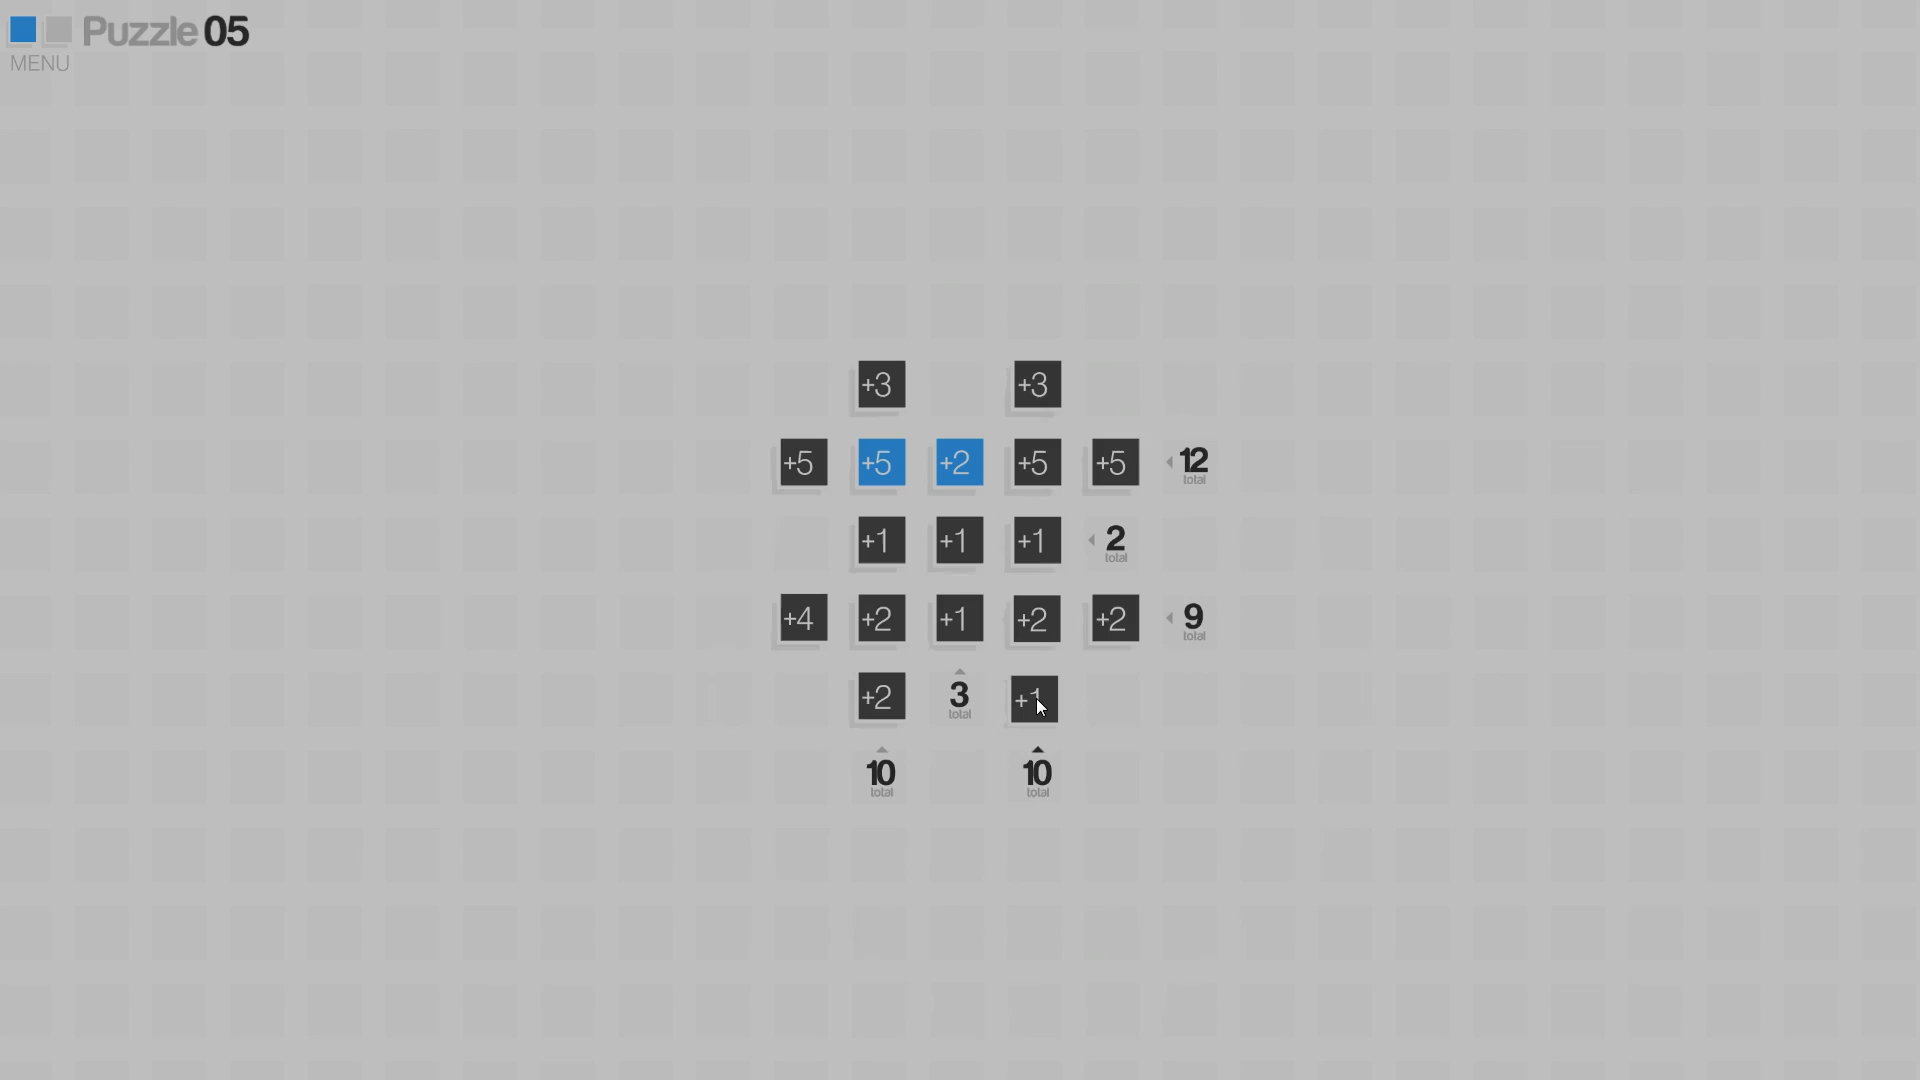 Puzzle 05
MENU
+3 +3
+5 +5 +2 +5 +5 12 total
+1 +1 +1 2 total
+4 +2 +1 +2 +2 9 total
+2 3 total +1
10 total 10 total